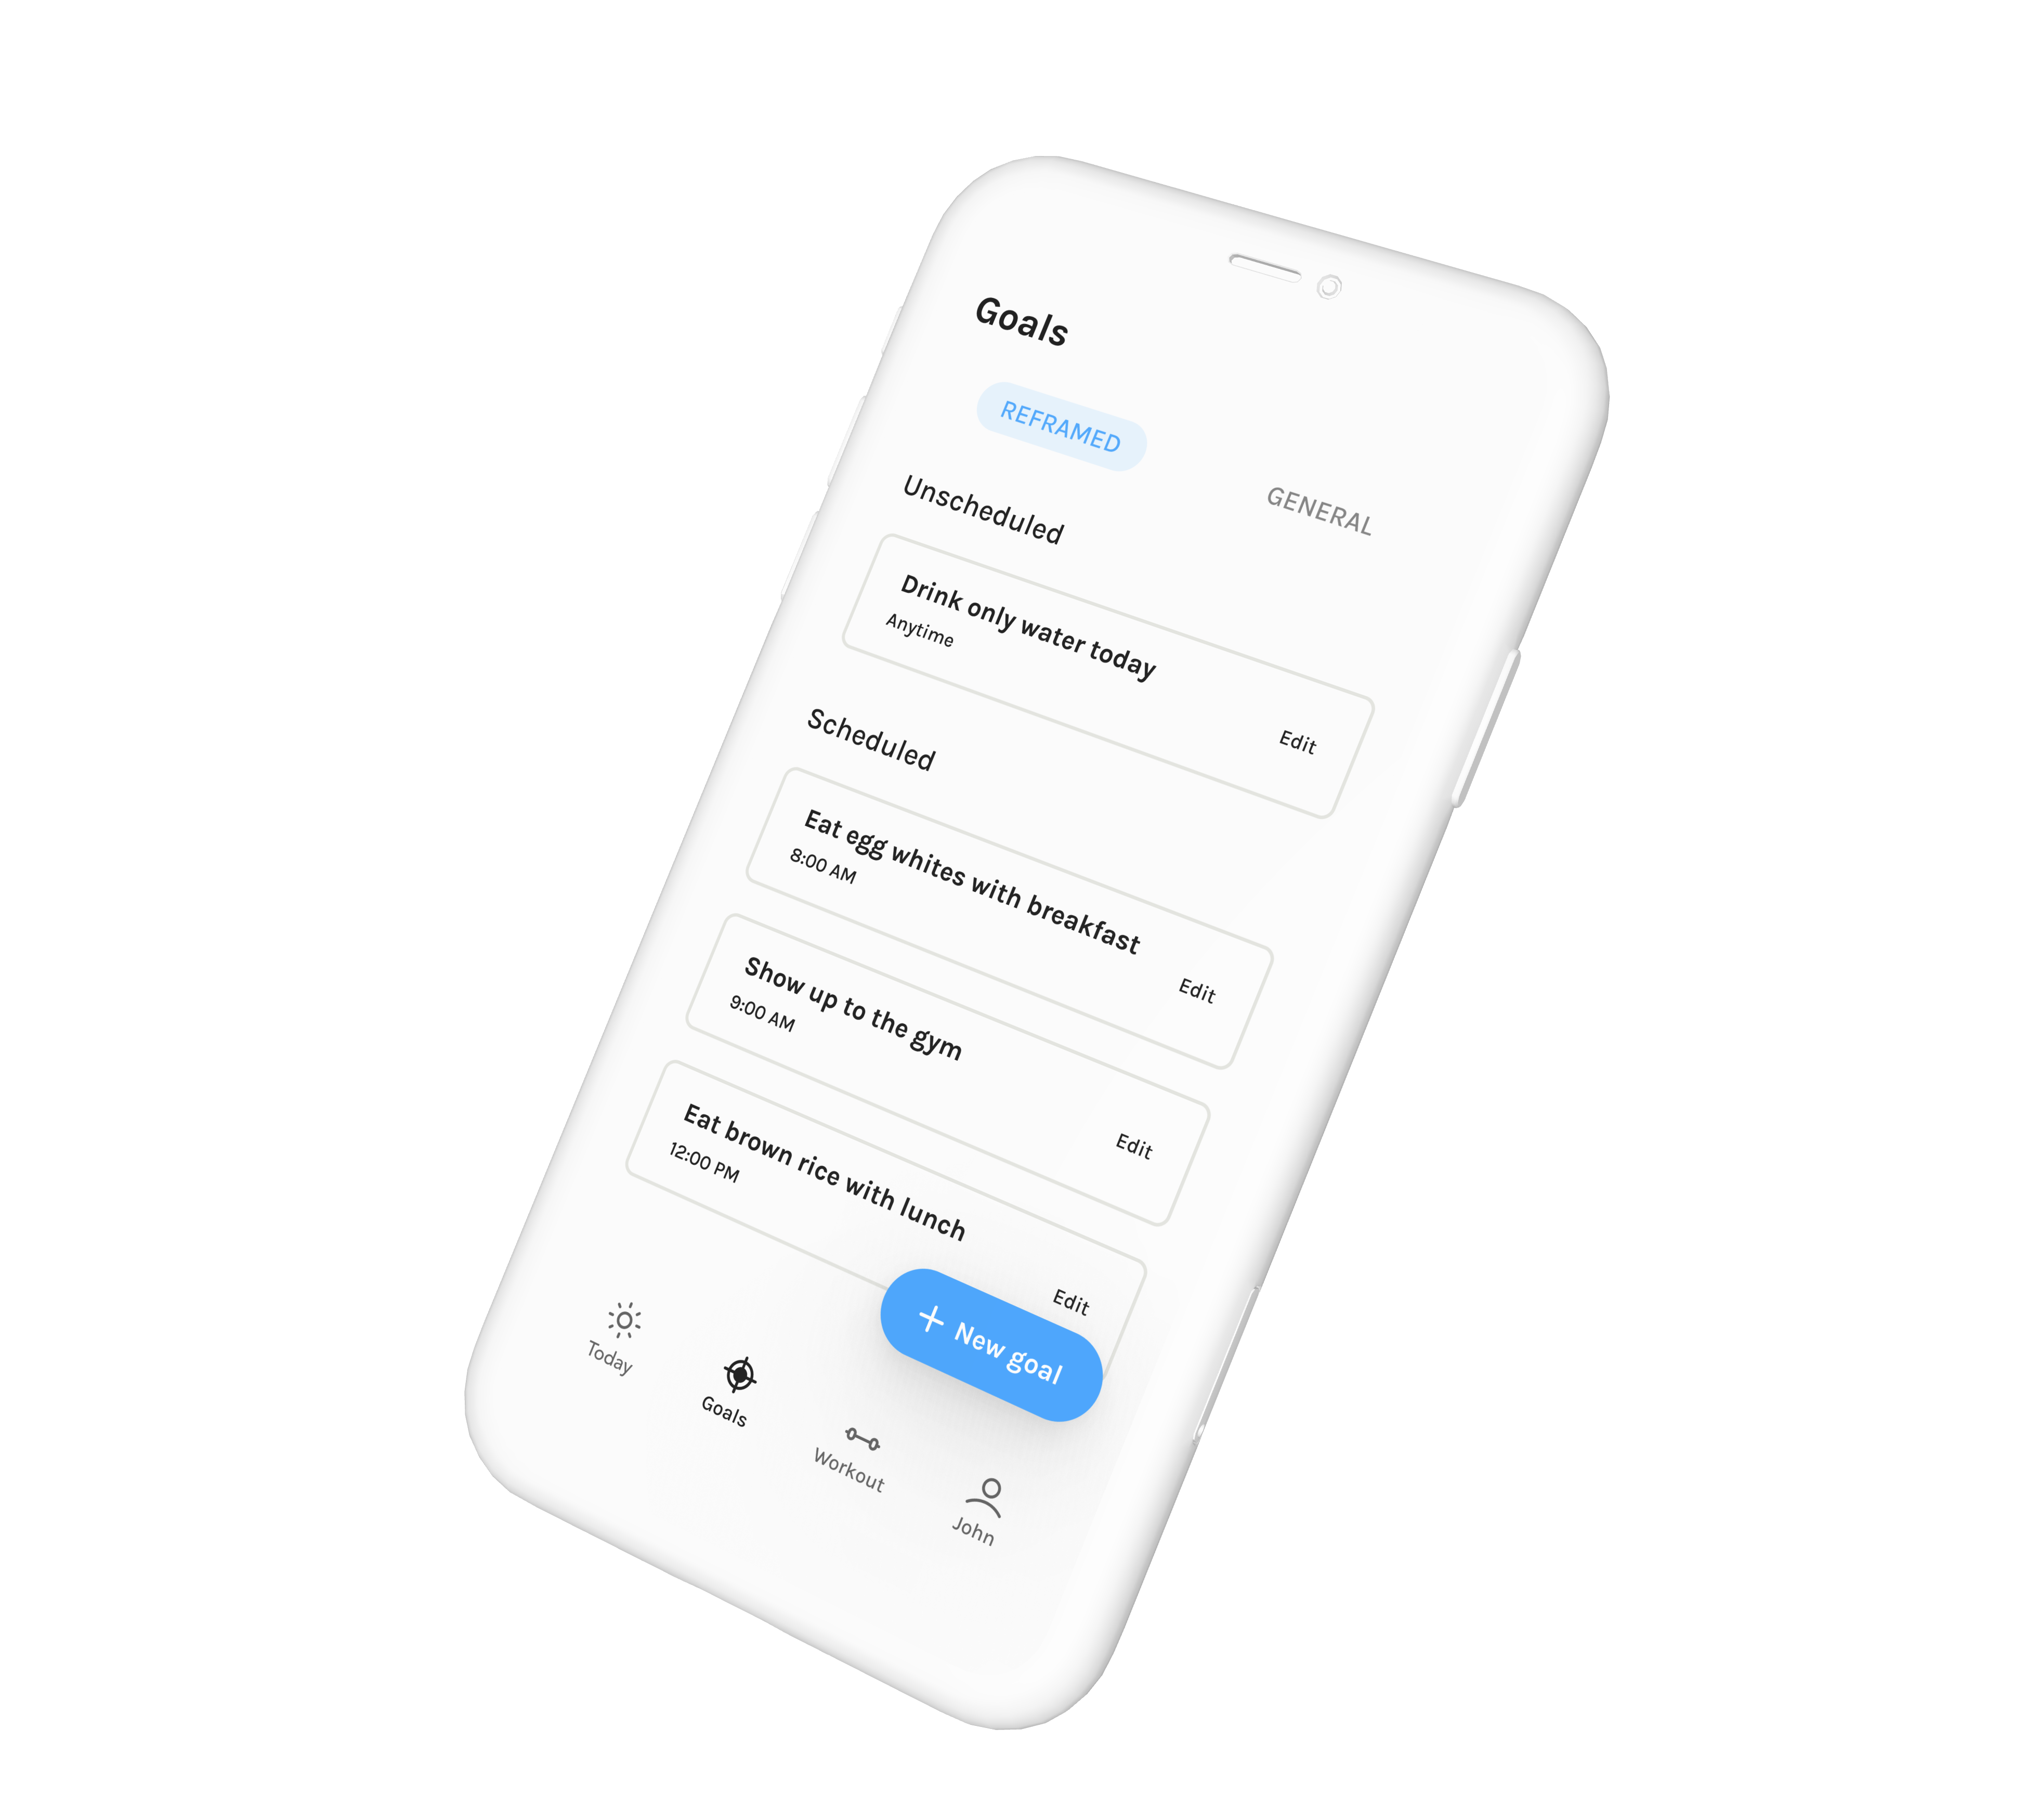 Goals
REFRAMED
GENERAL
Unscheduled
Drink only water today
Anytime
Edit
Scheduled
Eat egg whites with breakfast
8:00 AM
Edit
Show up to the gym
9:00 AM
Edit
Eat brown rice with lunch
12:00 PM
Edit
New goal
Today
Goals
Workout
John